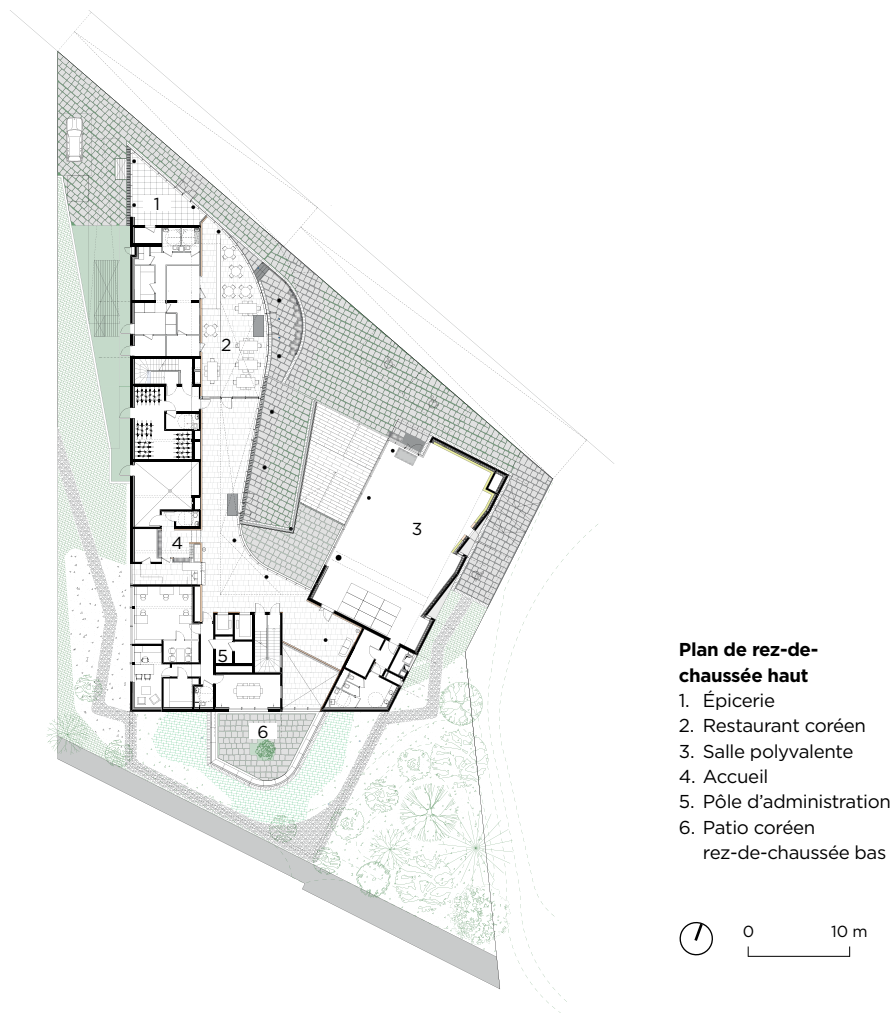 1
2
3
4
5
6
Plan de rez-de-
chaussée haut
1. Épicerie
2. Restaurant coréen
3. Salle polyvalente
4. Accueil
5. Pôle d’administration
6. Patio coréen
rez-de-chaussée bas
0 10 m